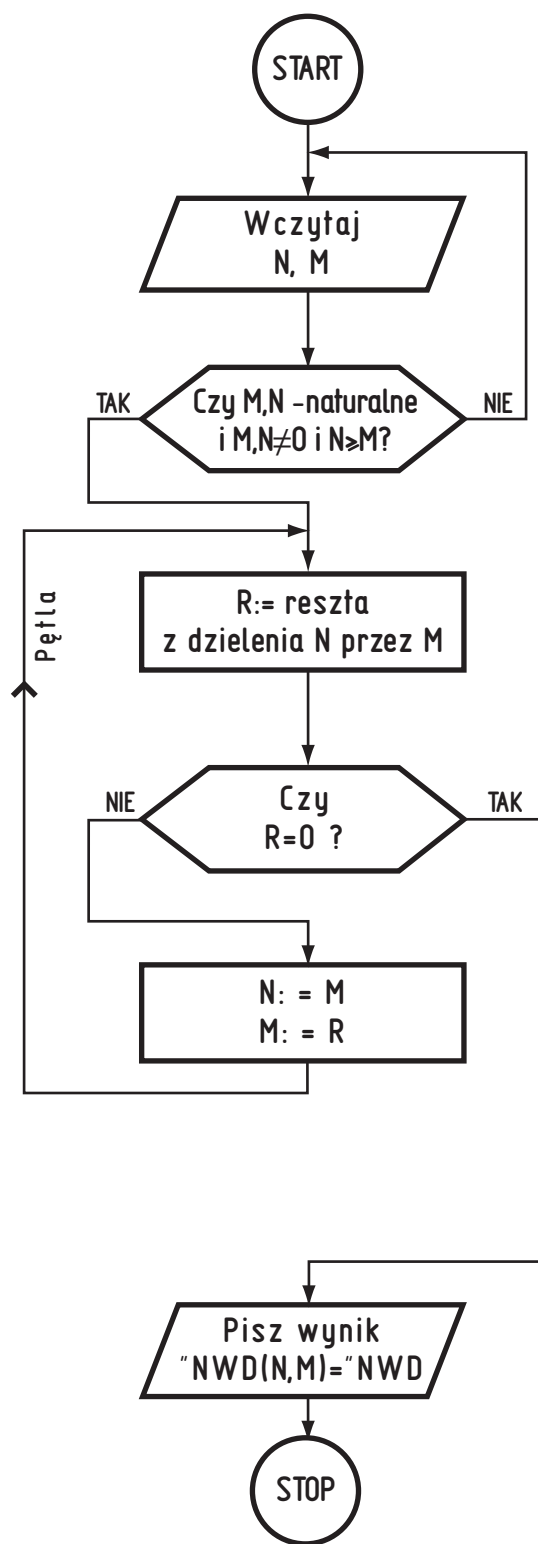 START
Wczytaj
N, M
TAK
Czy M,N -naturalne
i M,N≠0 i N⩾M?
NIE
Pętla
R:= reszta
z dzielenia N przez M
NIE
Czy
R=0 ?
TAK
N: = M
M: = R
Pisz wynik
"NWD(N,M)="NWD
STOP